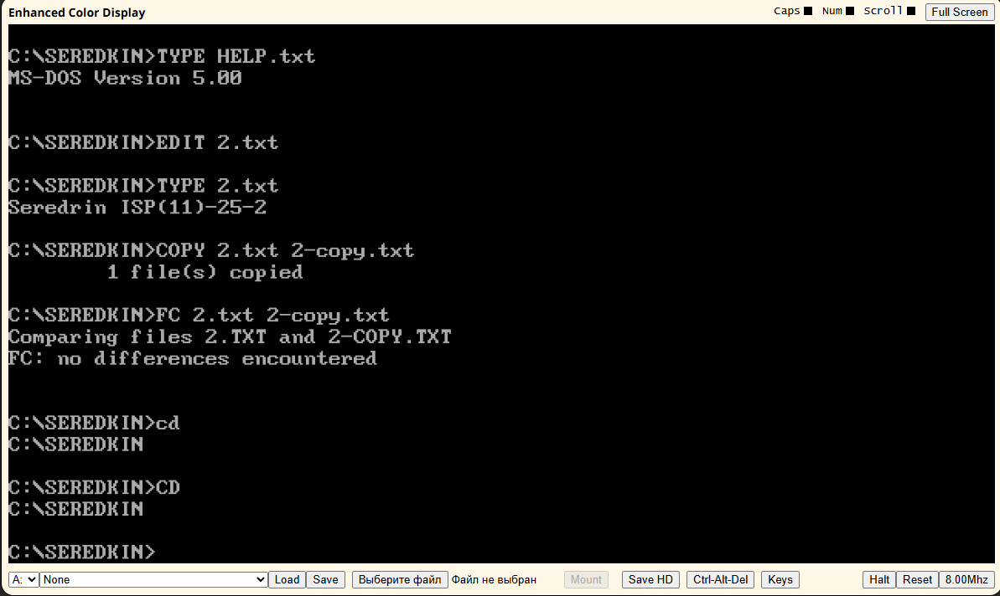 Enhanced Color Display
Caps Num Scroll Full Screen
C:\SEREDKIN>TYPE HELP.txt
MS-DOS Version 5.00
C:\SEREDKIN>EDIT 2.txt
C:\SEREDKIN>TYPE 2.txt
Seredrin ISP(11)-25-2
C:\SEREDKIN>COPY 2.txt 2-copy.txt
1 file(s) copied
C:\SEREDKIN>FC 2.txt 2-copy.txt
Comparing files 2.TXT and 2-COPY.TXT
FC: no differences encountered
C:\SEREDKIN>cd
C:\SEREDKIN
C:\SEREDKIN>CD
C:\SEREDKIN
C:\SEREDKIN>
A: None Load Save Выберите файл Файл не выбран Mount Save HD Ctrl-Alt-Del Keys Halt Reset 8.00Mhz